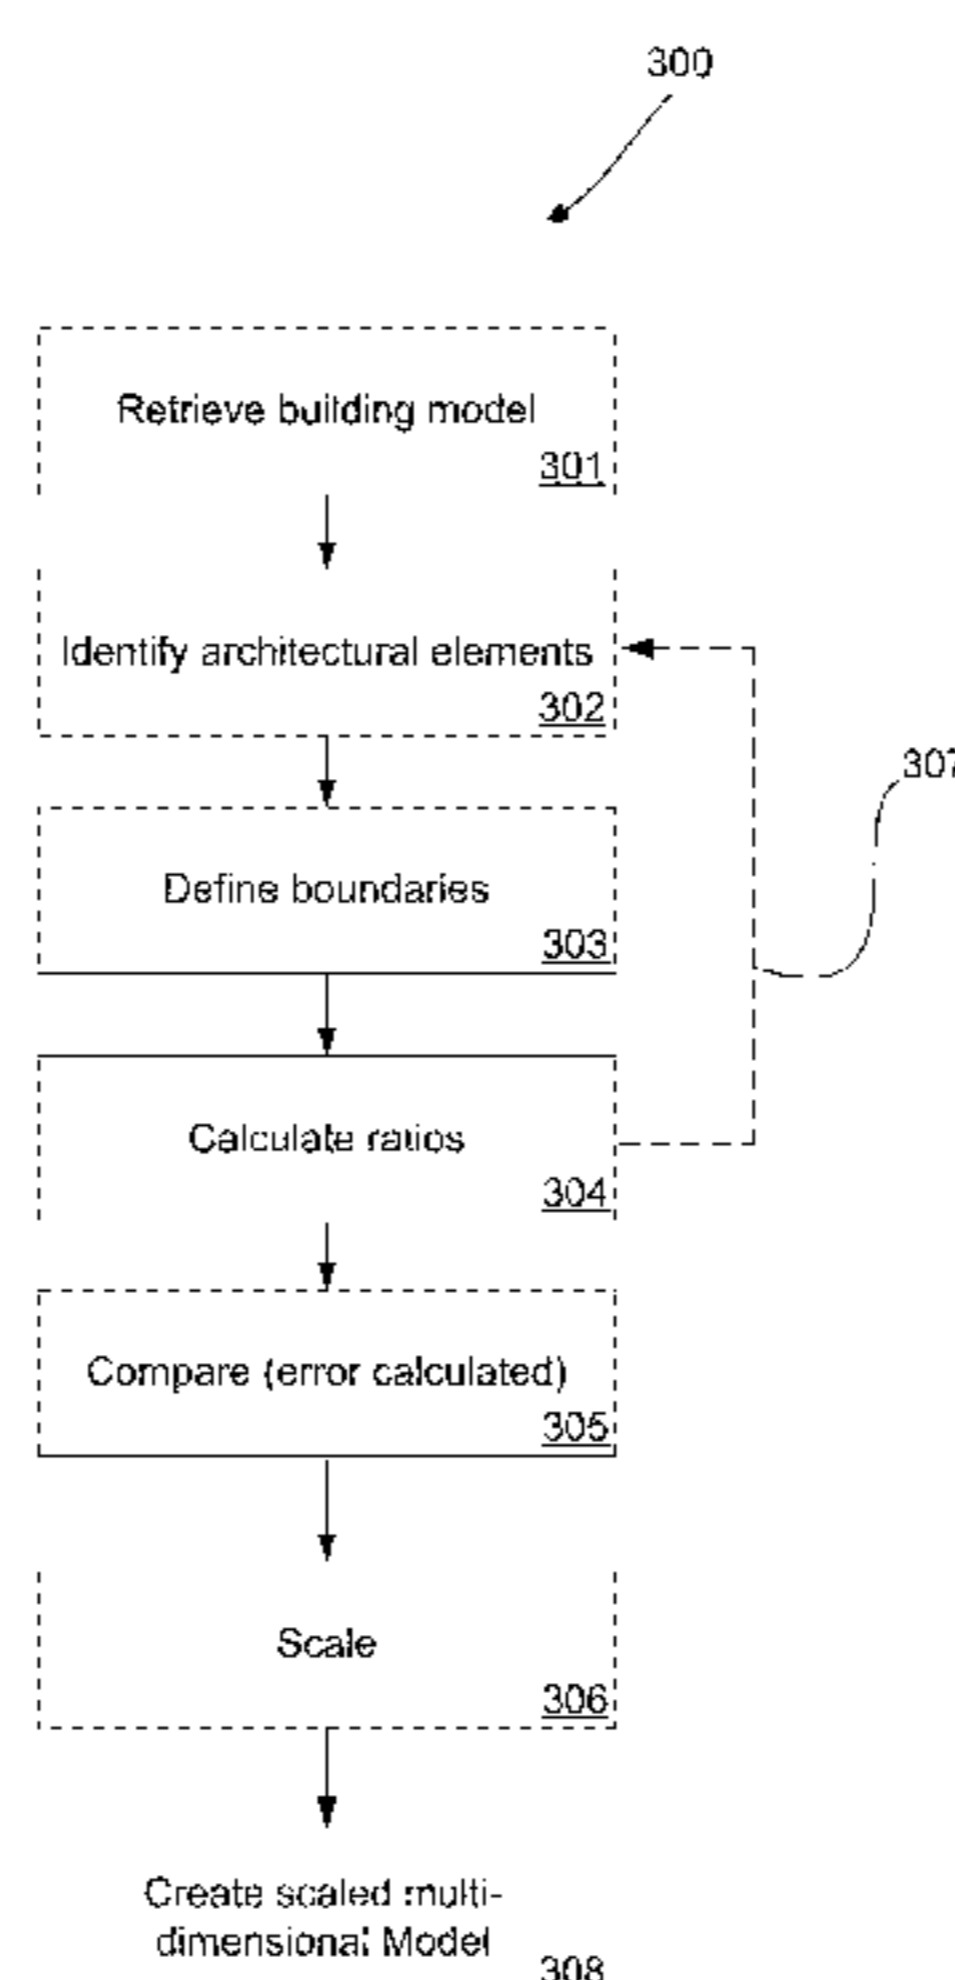 300
Retrieve building model
301
Identify architectural elements
302
307
Define boundaries
303
Calculate ratios
304
Compare (error calculated)
305
Scale
306
Create scaled multi-
dimensional Model
308